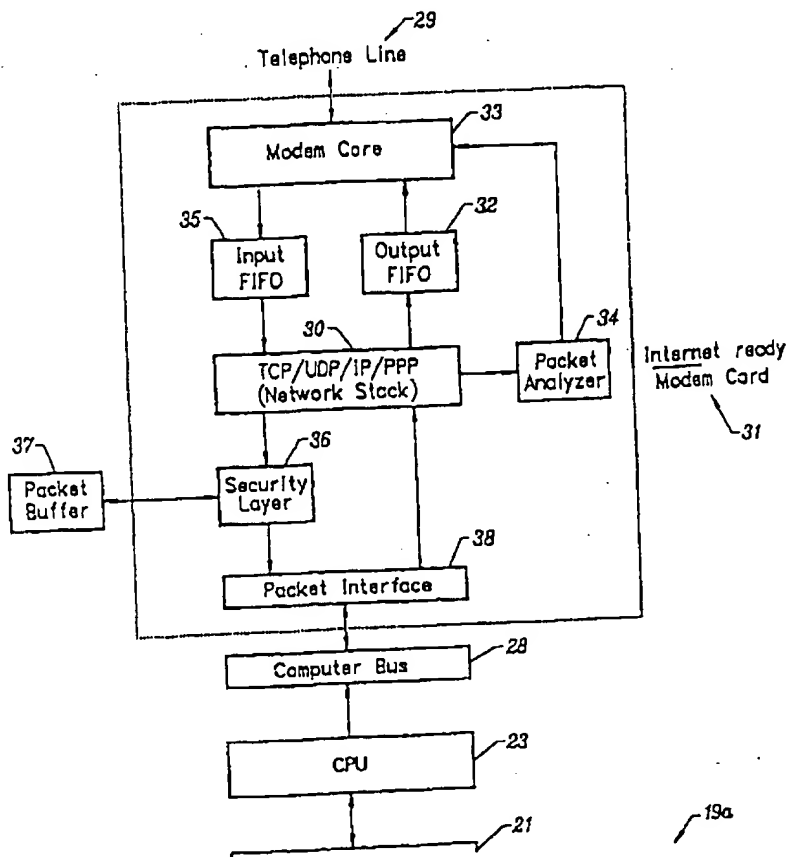 29
Telephone Line
33
Modem Core
35
Input
FIFO
32
Output
FIFO
30
TCP/UDP/IP/PPP
(Network Stack)
34
Packet
Analyzer
Internet ready
Modem Card
31
37
Packet
Buffer
36
Security
Layer
38
Packet Interface
28
Computer Bus
23
CPU
21
19a